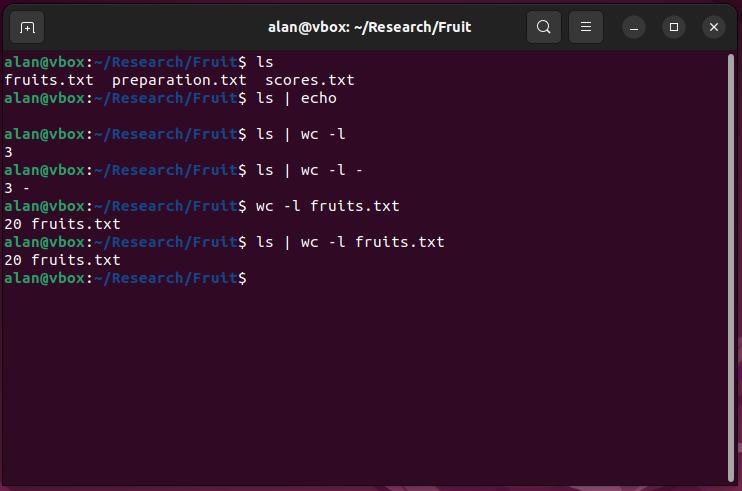 alan@vbox: ~/Research/Fruit
alan@vbox:~/Research/Fruit$ ls
fruits.txt  preparation.txt  scores.txt
alan@vbox:~/Research/Fruit$ ls | echo

alan@vbox:~/Research/Fruit$ ls | wc -l
3
alan@vbox:~/Research/Fruit$ ls | wc -l -
3 -
alan@vbox:~/Research/Fruit$ wc -l fruits.txt
20 fruits.txt
alan@vbox:~/Research/Fruit$ ls | wc -l fruits.txt
20 fruits.txt
alan@vbox:~/Research/Fruit$